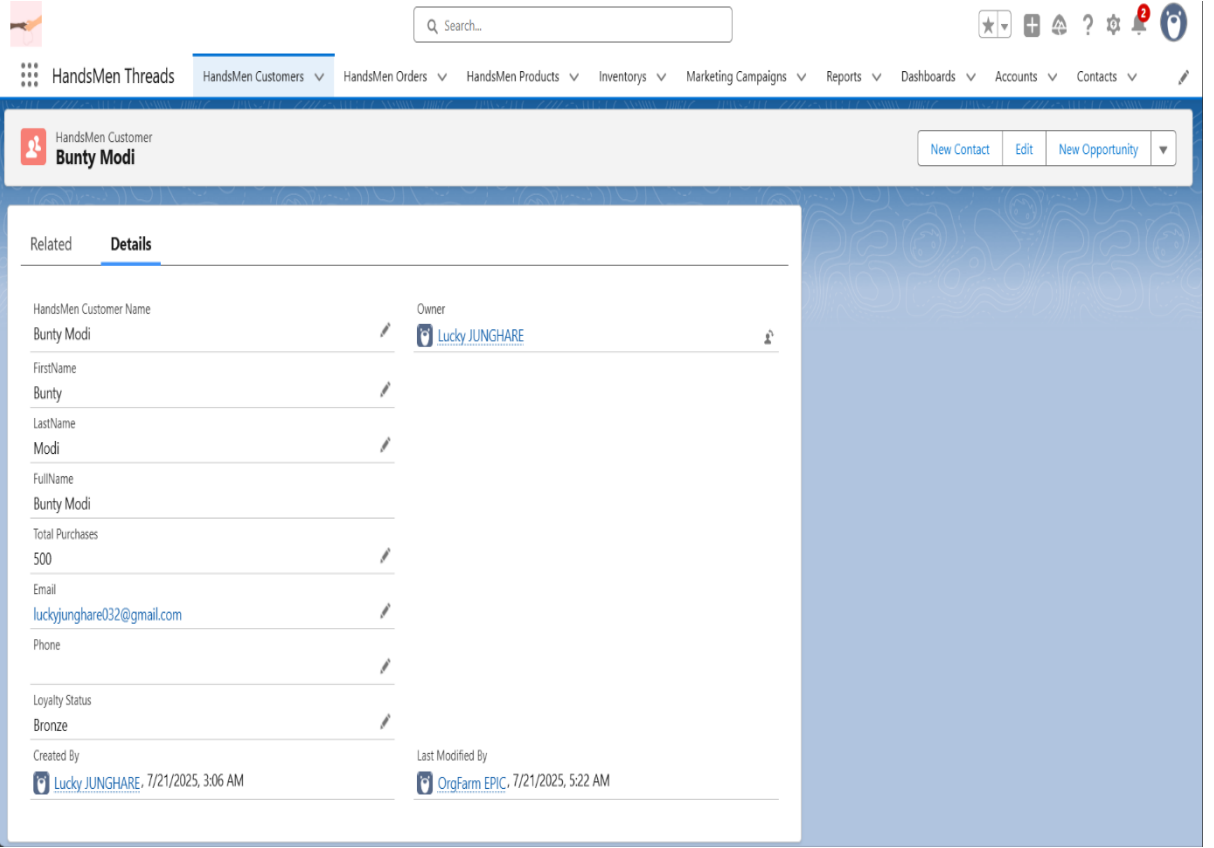 Search...
2
HandsMen Threads HandsMen Customers HandsMen Orders HandsMen Products Inventorys Marketing Campaigns Reports Dashboards Accounts Contacts
HandsMen Customer
Bunty Modi
New Contact Edit New Opportunity
Related Details
HandsMen Customer Name
Bunty Modi
Owner
Lucky JUNGHARE
FirstName
Bunty
LastName
Modi
FullName
Bunty Modi
Total Purchases
500
Email
luckyjunghare032@gmail.com
Phone
Loyalty Status
Bronze
Created By
Lucky JUNGHARE, 7/21/2025, 3:06 AM
Last Modified By
OrgFarm EPIC, 7/21/2025, 5:22 AM